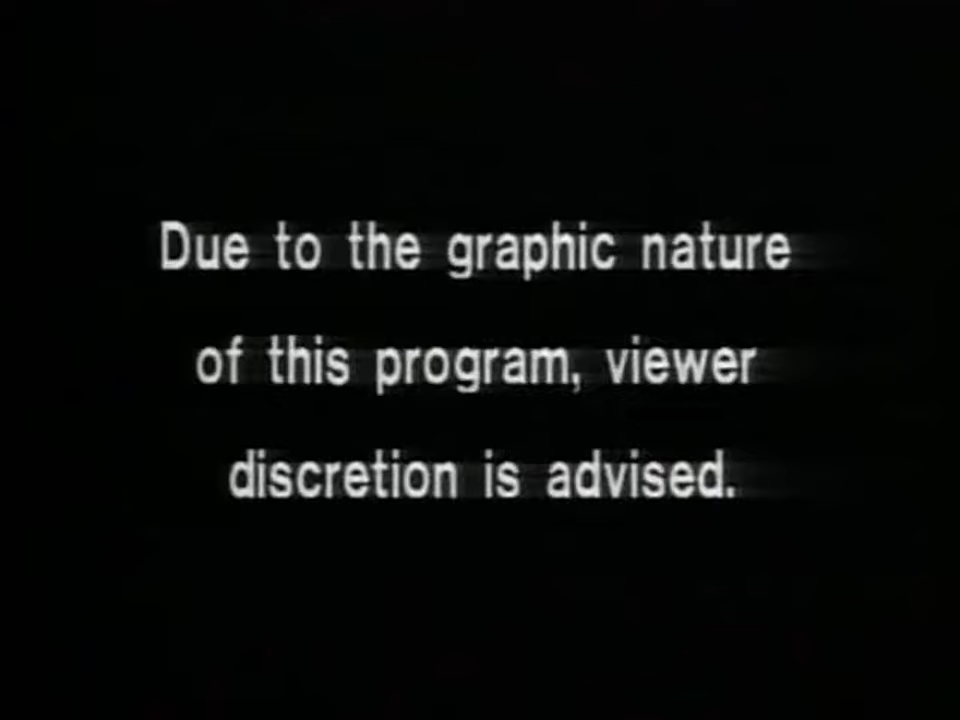 Due to the graphic nature
of this program, viewer
discretion is advised.